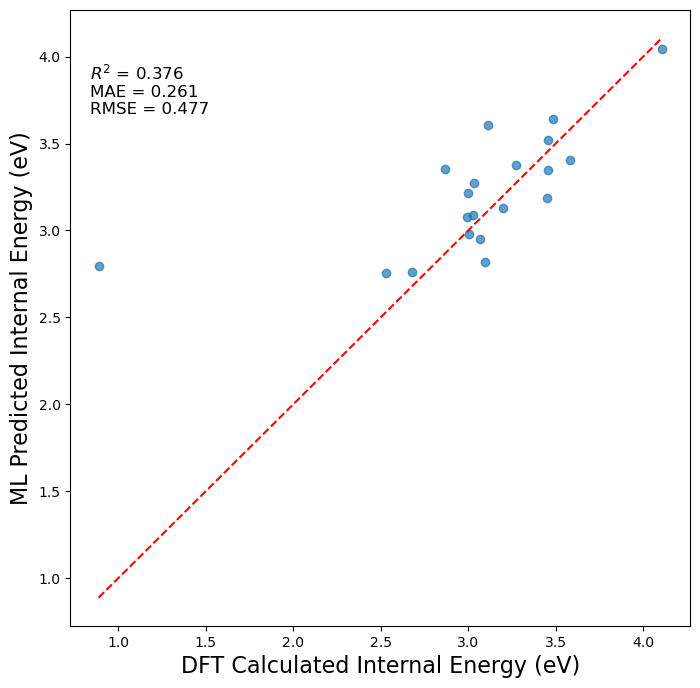 R² = 0.376
MAE = 0.261
RMSE = 0.477
ML Predicted Internal Energy (eV)
4.0
3.5
3.0
2.5
2.0
1.5
1.0
1.0 1.5 2.0 2.5 3.0 3.5 4.0
DFT Calculated Internal Energy (eV)